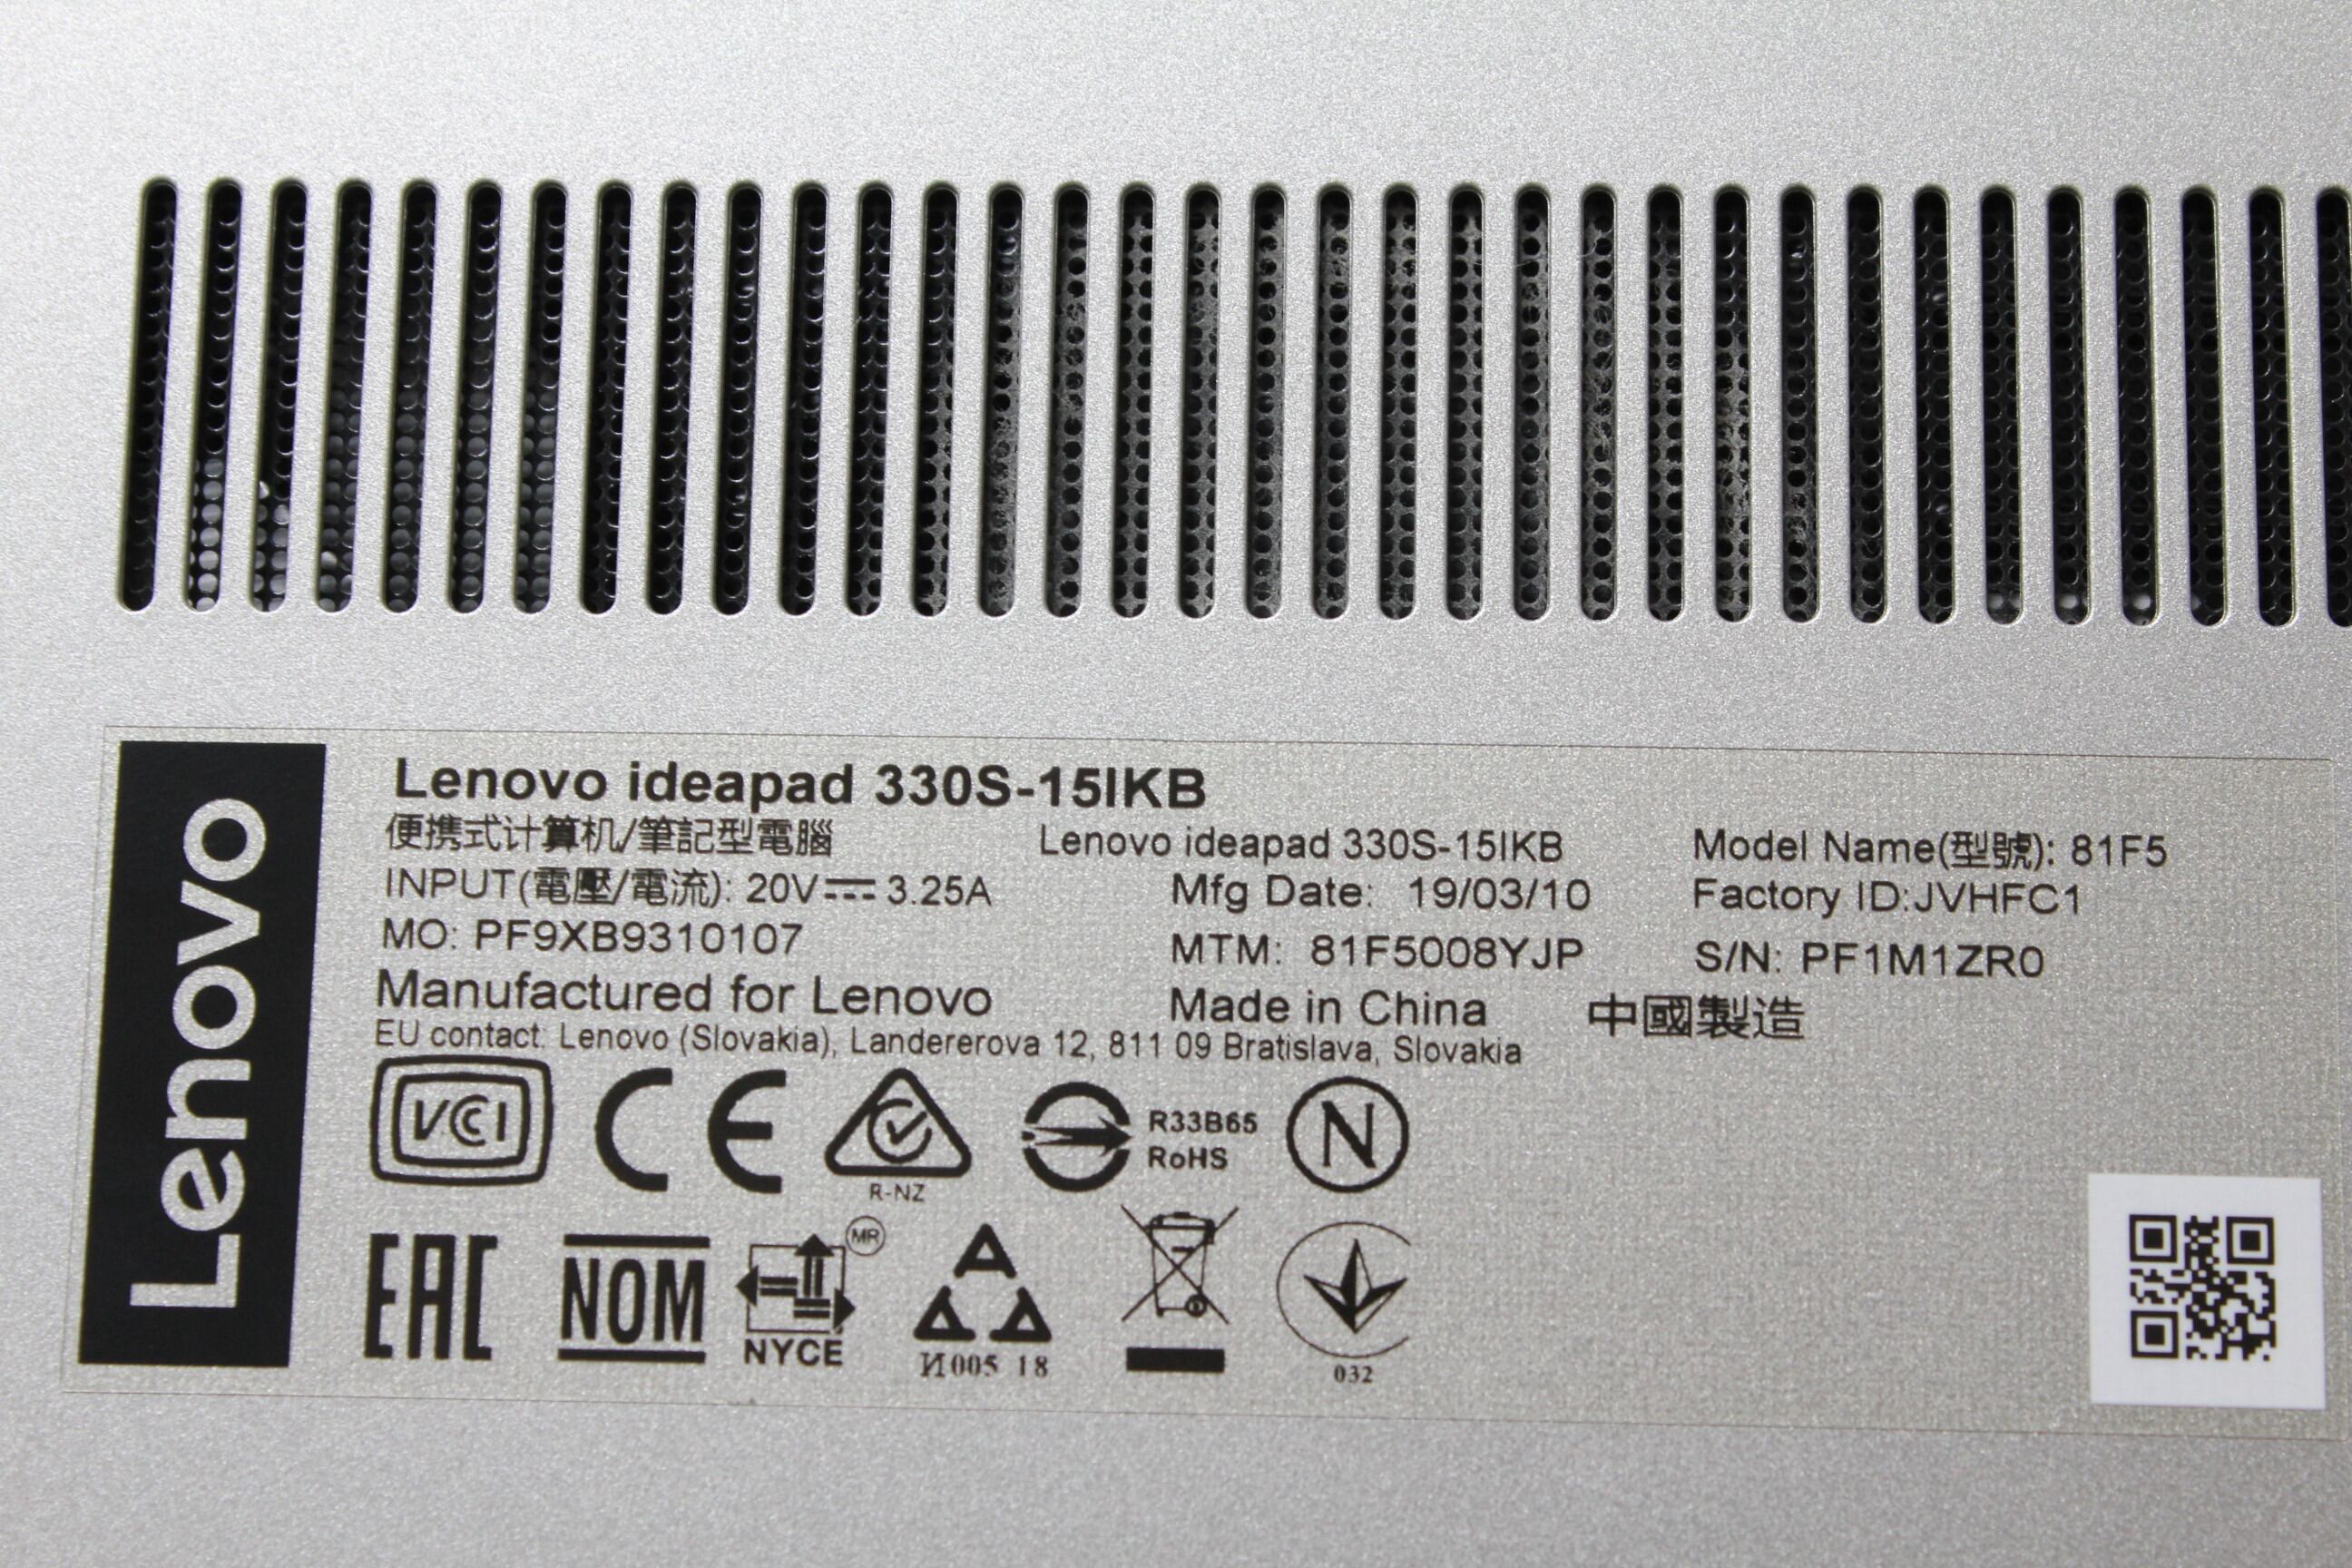 Lenovo
Lenovo ideapad 330S-15IKB
便携式计算机/筆記型電腦 Lenovo ideapad 330S-15IKB Model Name(型號): 81F5
INPUT(電壓/電流): 20V⎓3.25A Mfg Date: 19/03/10 Factory ID:JVHFC1
MO: PF9XB9310107 MTM: 81F5008YJP S/N: PF1M1ZR0
Manufactured for Lenovo Made in China 中國製造
EU contact: Lenovo (Slovakia), Landererova 12, 811 09 Bratislava, Slovakia
VCCI CE R-NZ R33B65 N
RoHS
EAC NOM NYCE MR И005 18 032